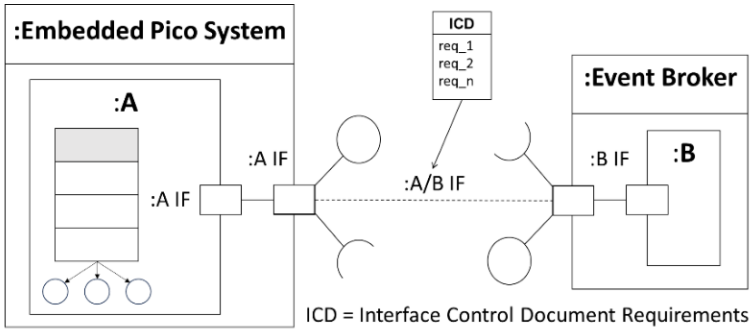 :Embedded Pico System
:A
:A IF
:A IF
ICD
req_1
req_2
req_n
:A/B IF
:Event Broker
:B IF
:B
ICD = Interface Control Document Requirements